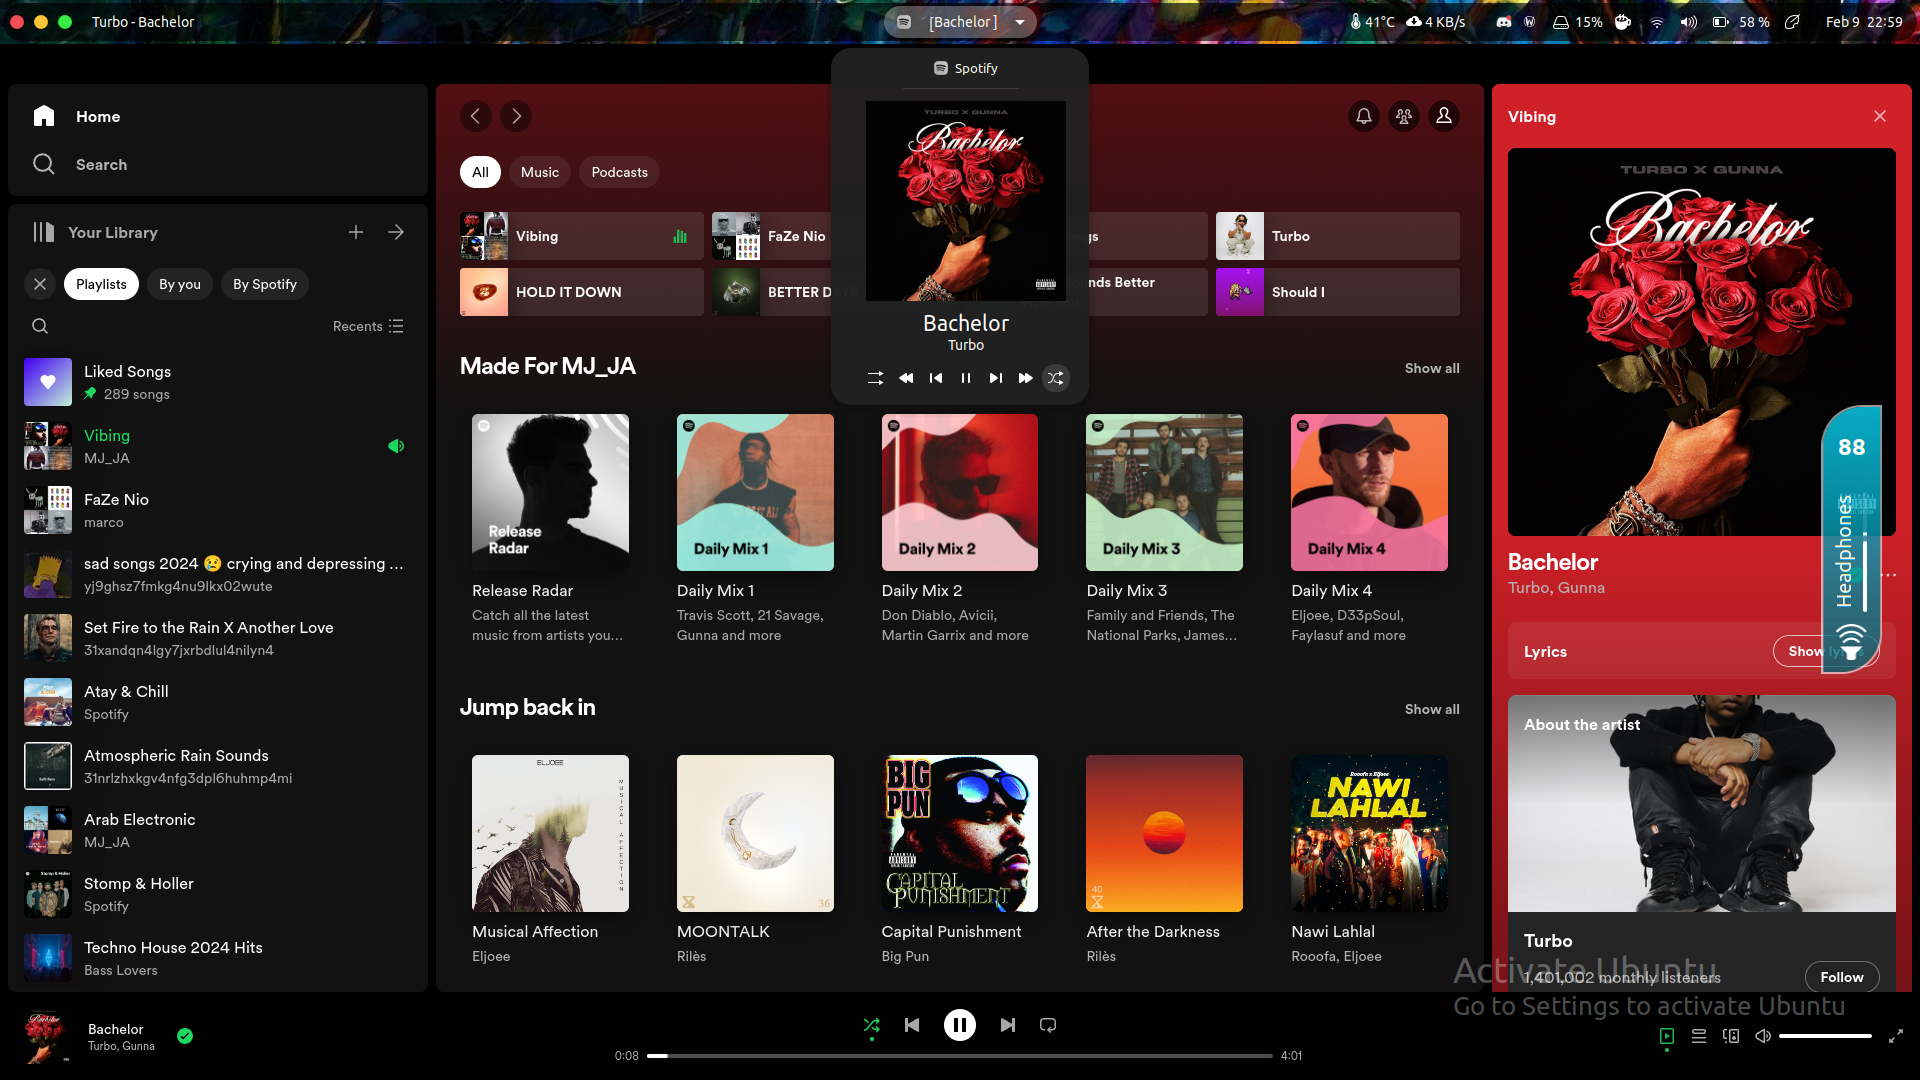 Turbo - Bachelor
[Bachelor ]
41°C
4 KB/s
15%
58 %
Feb 9 22:59
Spotify
TURBO X GUNNA
Bachelor
Bachelor
Turbo
Home
Search
Your Library
Playlists
By you
By Spotify
Recents
Liked Songs
289 songs
Vibing
MJ_JA
FaZe Nio
marco
sad songs 2024 😢 crying and depressing ...
yj9ghsz7fmkg4nu9lkx02wute
Set Fire to the Rain X Another Love
31xandqn4lgy7jxrbdlul4nilyn4
Atay & Chill
Spotify
Atmospheric Rain Sounds
31nrlzhxkgv4nfg3dpl6huhmp4mi
Arab Electronic
MJ_JA
Stomp & Holler
Spotify
Techno House 2024 Hits
Bass Lovers
All
Music
Podcasts
Vibing
FaZe Nio
Turbo
HOLD IT DOWN
BETTER
Better
Should I
Made For MJ_JA
Show all
Release
Radar
Daily Mix 1
Daily Mix 2
Daily Mix 3
Daily Mix 4
Release Radar
Catch all the latest
music from artists you...
Daily Mix 1
Travis Scott, 21 Savage,
Gunna and more
Daily Mix 2
Don Diablo, Avicii,
Martin Garrix and more
Daily Mix 3
Family and Friends, The
National Parks, James...
Daily Mix 4
Eljoee, D33pSoul,
Faylasuf and more
Jump back in
Show all
ELJOEE
MUSICAL AFFECTION
36
BIG
PUN
CAPITAL
PUNISHMENT
40
Rooofa x Eljoee
NAWI
LAHLAL
Musical Affection
Eljoee
MOONTALK
Rilès
Capital Punishment
Big Pun
After the Darkness
Rilès
Nawi Lahlal
Rooofa, Eljoee
Vibing
TURBO X GUNNA
Bachelor
88
Headphones
Bachelor
Turbo, Gunna
Lyrics
Show lyrics
About the artist
Turbo
1,401,002 monthly listeners
Follow
Activate Ubuntu
Go to Settings to activate Ubuntu
Bachelor
Turbo, Gunna
0:08
4:01